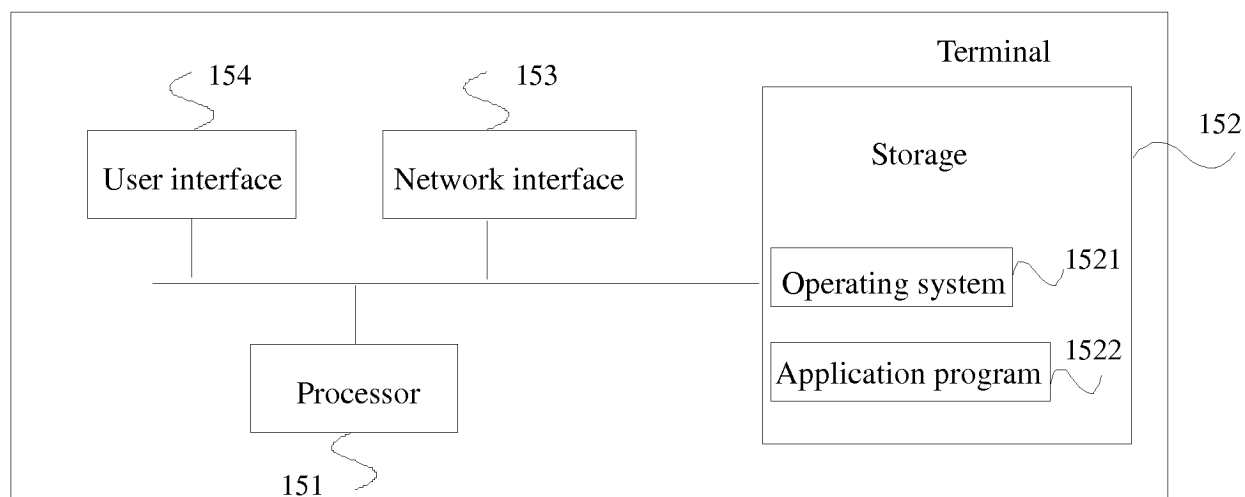 Terminal
154
153
152
User interface
Network interface
Storage
1521
Operating system
1522
Application program
Processor
151